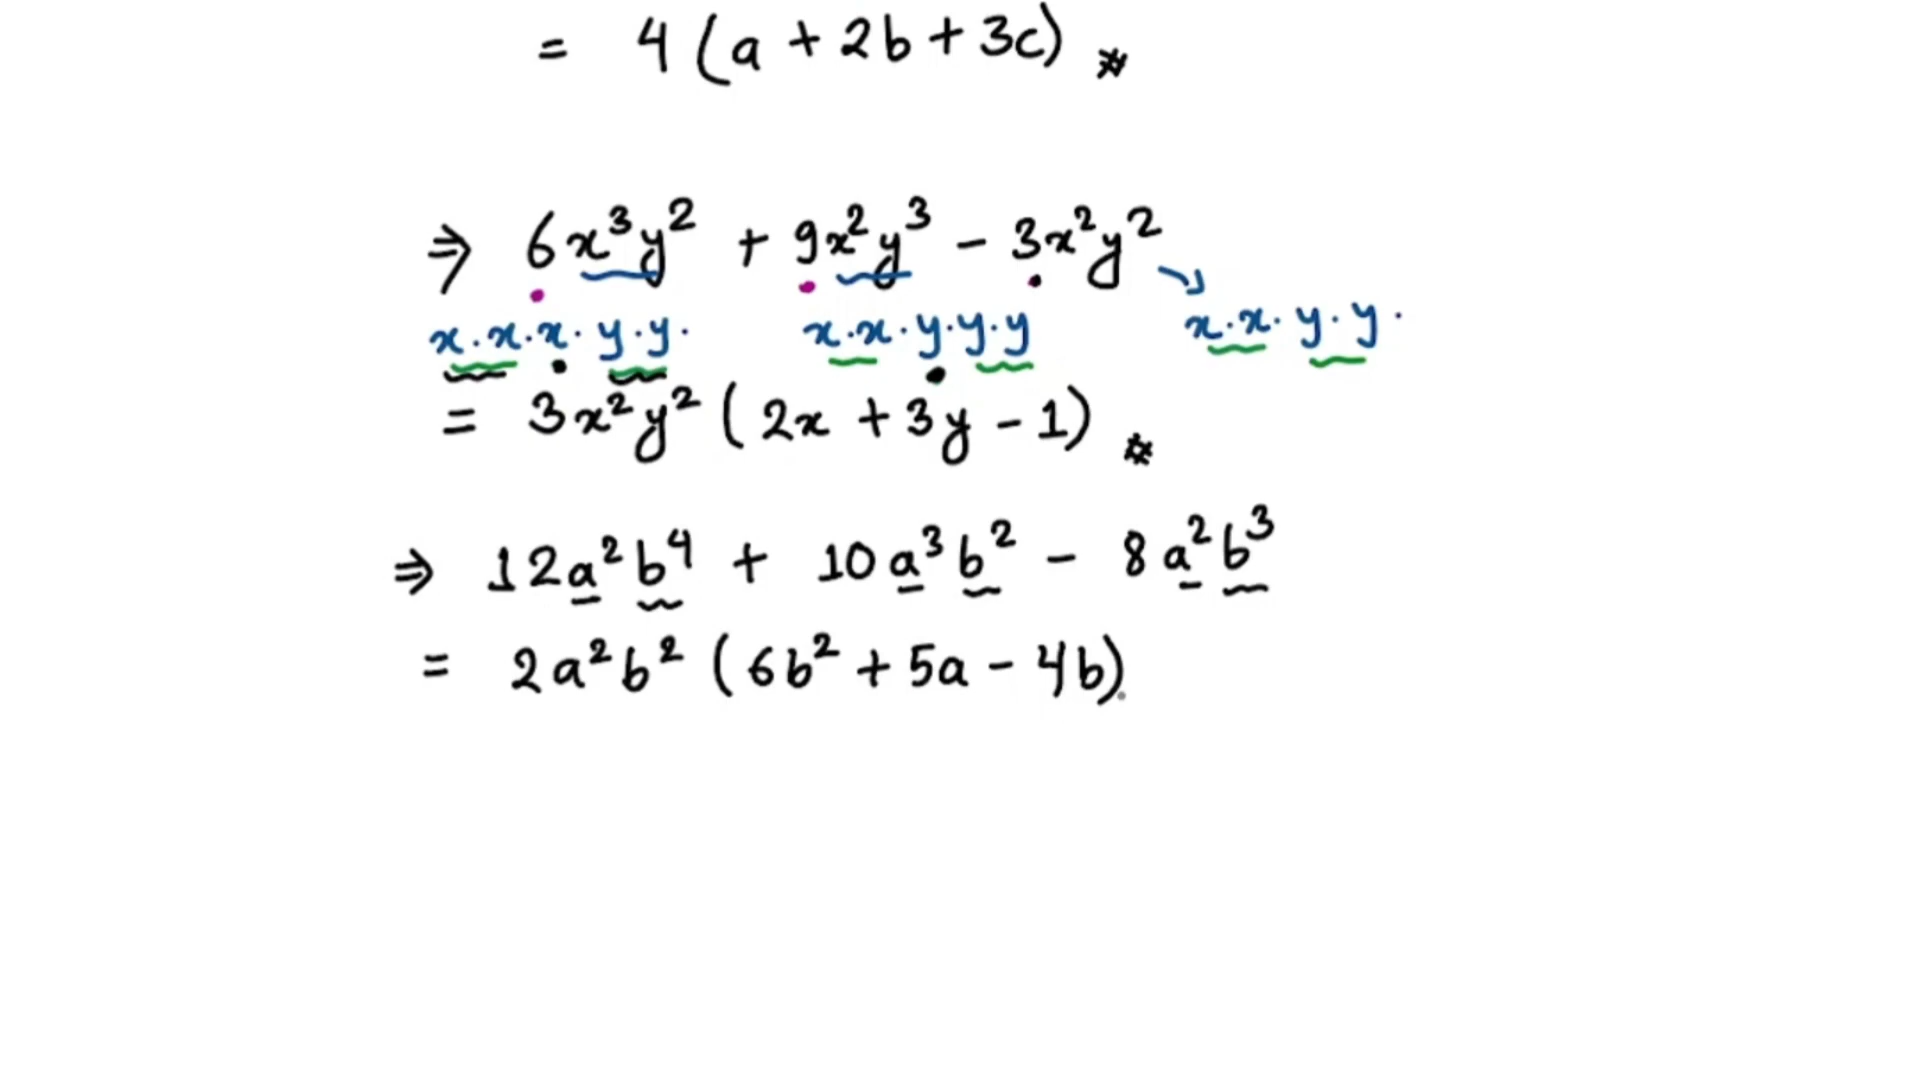 = 4 (a + 2b + 3c) *
⇒ 6x³y² + 9x²y³ - 3x²y²
x·x·x·y·y· x·x·y·y·y x·x·y·y·
= 3x²y² (2x + 3y - 1) *
⇒ 12a²b⁴ + 10a³b² - 8a²b³
= 2a²b² (6b² + 5a - 4b)